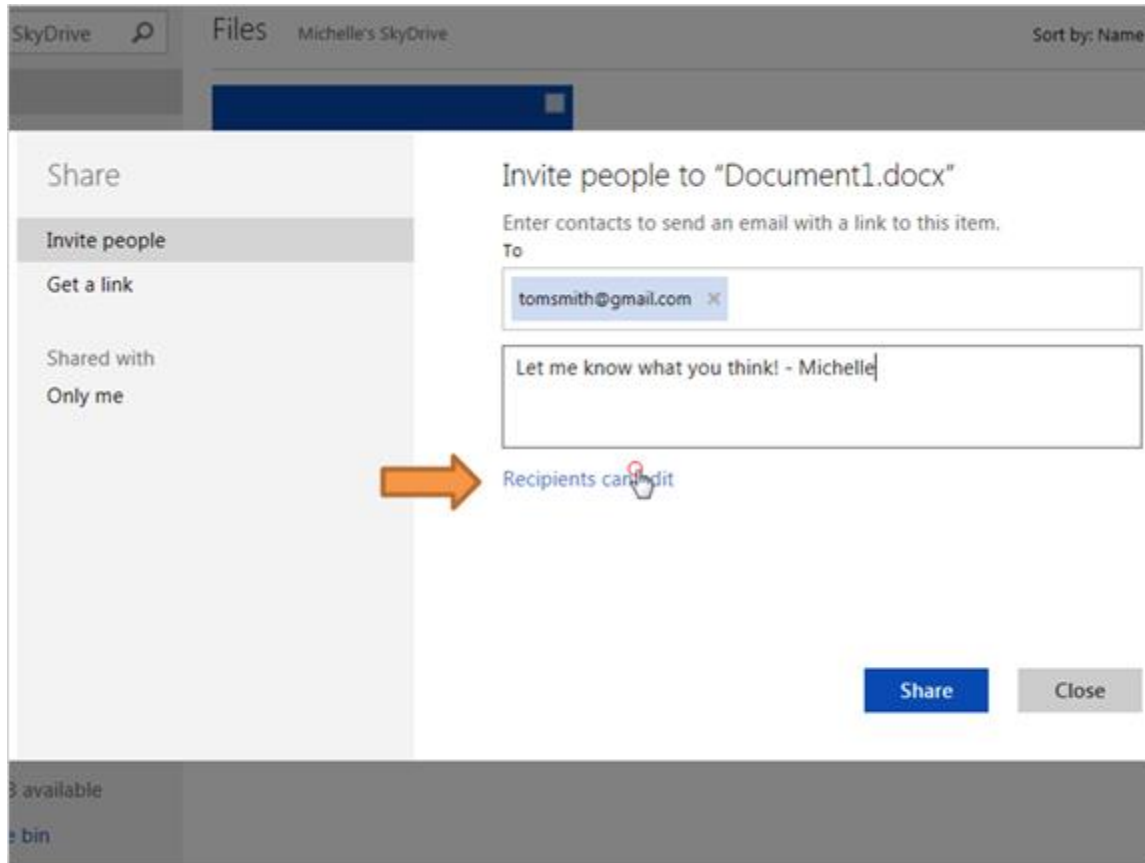 SkyDrive
Files Michelle's SkyDrive
Sort by: Name
Share
Invite people
Get a link
Shared with
Only me
Invite people to “Document1.docx”
Enter contacts to send an email with a link to this item.
To
tomsmith@gmail.com ×
Let me know what you think! - Michelle
Recipients can edit
Share
Close
available
bin